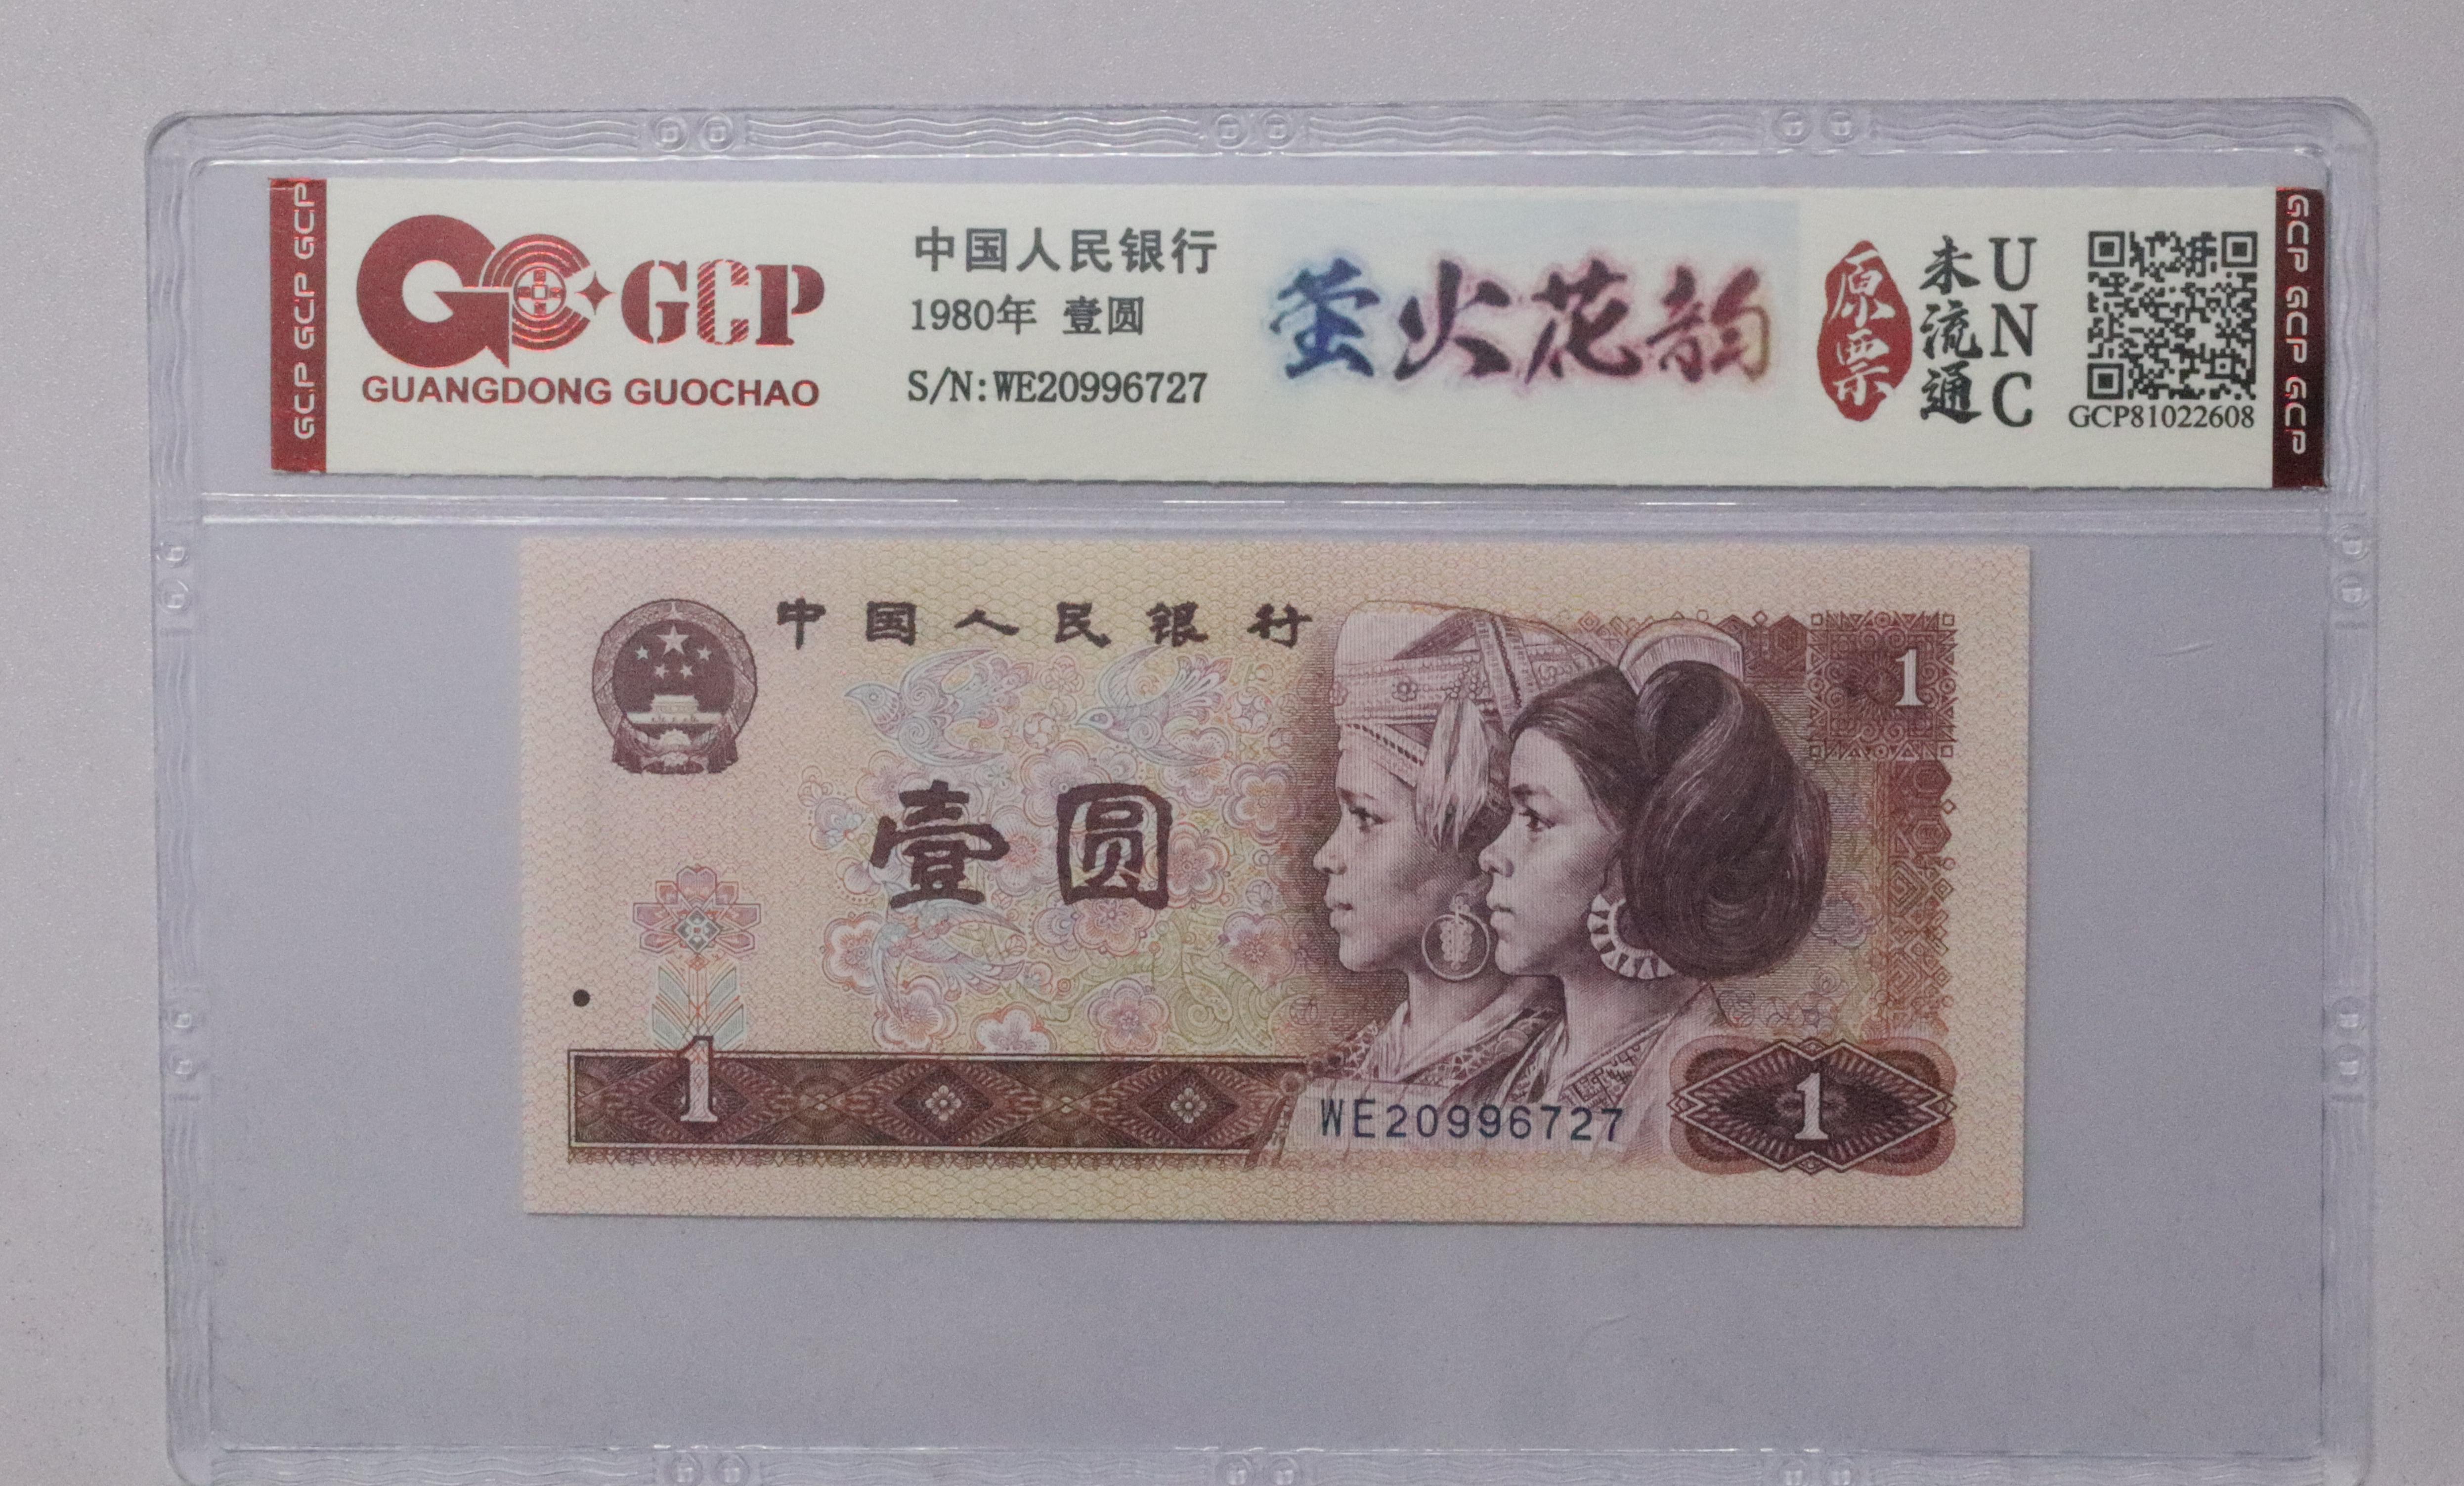 GCP GCP GCP
GCP
GUANGDONG GUOCHAO
中国人民银行
1980年 壹圆
S/N:WE20996727
萤火花韵
原票
未流通
UNC
GCP81022608
GCP GCP GCP
中国人民银行
1
壹圆
1
WE20996727
1